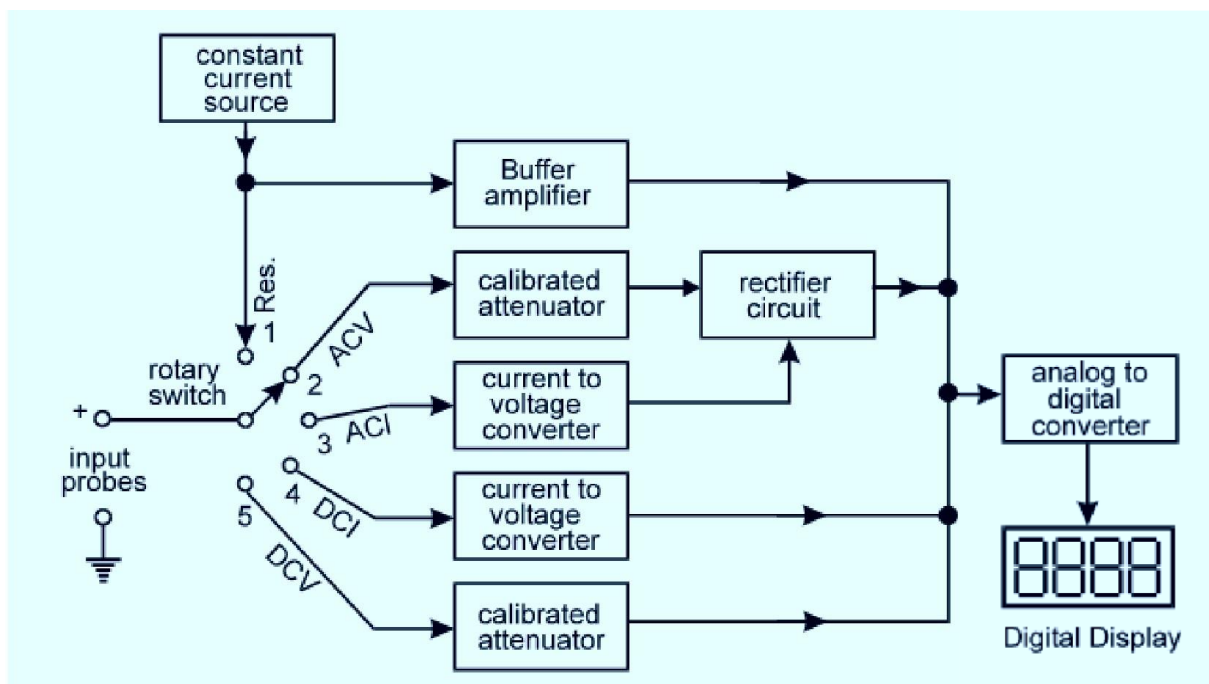 constant
current
source
Buffer
amplifier
Res.
1
ACV
calibrated
attenuator
rectifier
circuit
rotary
switch
2
+
3
ACI
current to
voltage
converter
analog to
digital
converter
input
probes
4
DCI
5
DCV
current to
voltage
converter
8888
calibrated
attenuator
Digital Display